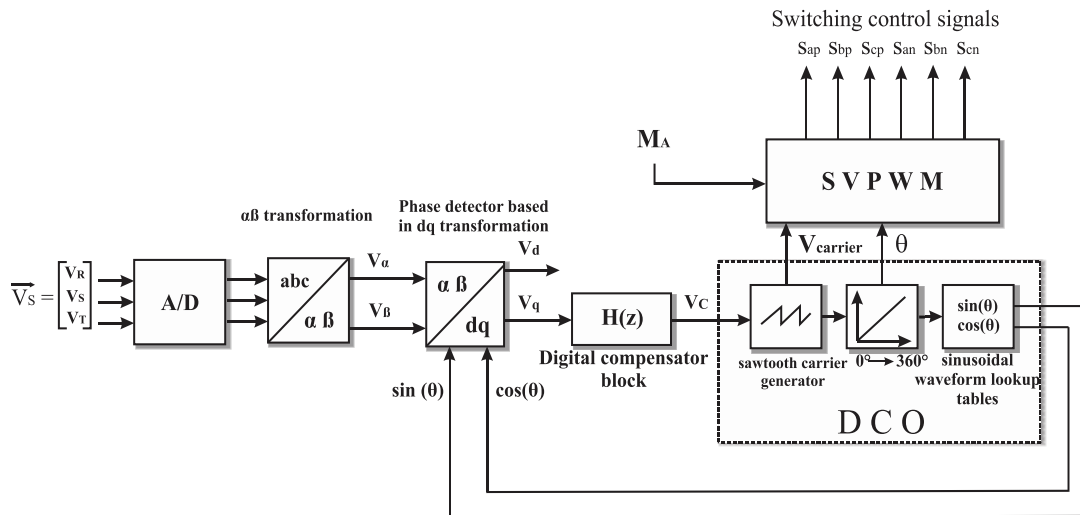 Switching control signals
Sap Sbp Scp San Sbn Scn
MA
S V P W M
αß transformation
Phase detector based
in dq transformation
Vd
Vcarrier
θ
VS =
VR
VS
VT
A/D
abc
α ß
Vα
Vß
α ß
dq
Vq
H(z)
VC
sin(θ)
cos(θ)
Digital compensator
block
sawtooth carrier
generator
0° 360°
sinusoidal
waveform lookup
tables
sin (θ)
cos(θ)
D C O